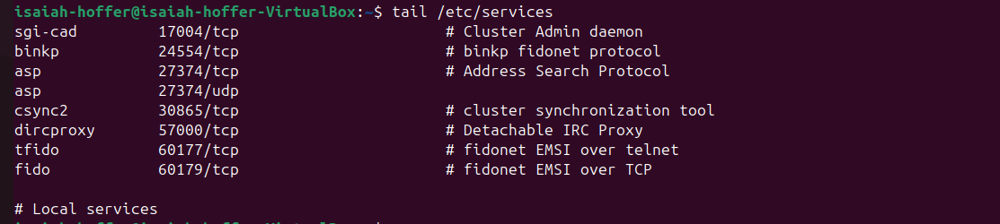 isaiah-hoffer@isaiah-hoffer-VirtualBox:~$ tail /etc/services
sgi-cad 17004/tcp # Cluster Admin daemon
binkp 24554/tcp # binkp fidonet protocol
asp 27374/tcp # Address Search Protocol
asp 27374/udp
csync2 30865/tcp # cluster synchronization tool
dircproxy 57000/tcp # Detachable IRC Proxy
tfido 60177/tcp # fidonet EMSI over telnet
fido 60179/tcp # fidonet EMSI over TCP
# Local services